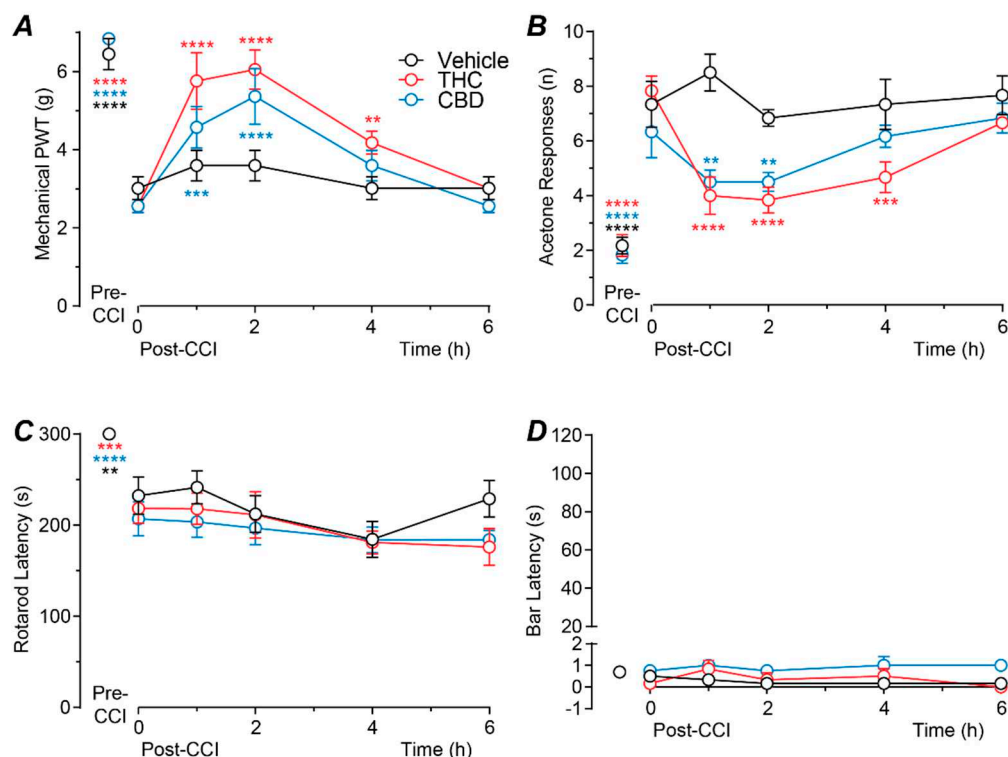 A
Mechanical PWT (g)
6
4
2
0
****
****
****
****
****
**
****
***
Vehicle
THC
CBD
Pre-
CCI
0
2
4
6
Post-CCI
Time (h)
B
Acetone Responses (n)
10
8
6
4
2
0
****
****
****
**
**
****
****
***
Pre-
CCI
0
2
4
6
Post-CCI
Time (h)
C
Rotarod Latency (s)
300
200
100
0
***
****
**
Pre-
CCI
0
2
4
6
Post-CCI
Time (h)
D
Bar Latency (s)
120
100
80
60
40
20
2
1
0
-1
0
2
4
6
Post-CCI
Time (h)